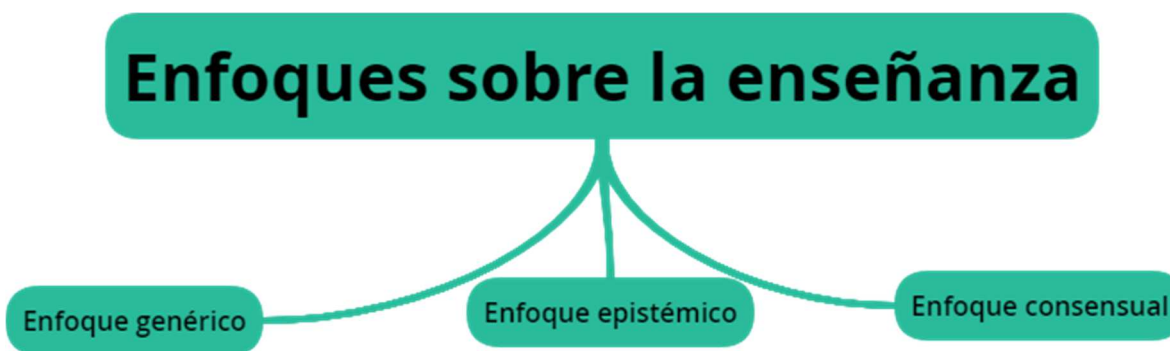 Enfoques sobre la enseñanza
Enfoque genérico
Enfoque epistémico
Enfoque consensual